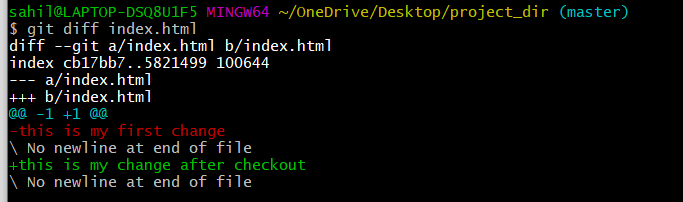 sahil@LAPTOP-DSQ8U1F5 MINGW64 ~/OneDrive/Desktop/project_dir (master)
$ git diff index.html
diff --git a/index.html b/index.html
index cb17bb7..5821499 100644
--- a/index.html
+++ b/index.html
@@ -1 +1 @@
-this is my first change
\ No newline at end of file
+this is my change after checkout
\ No newline at end of file